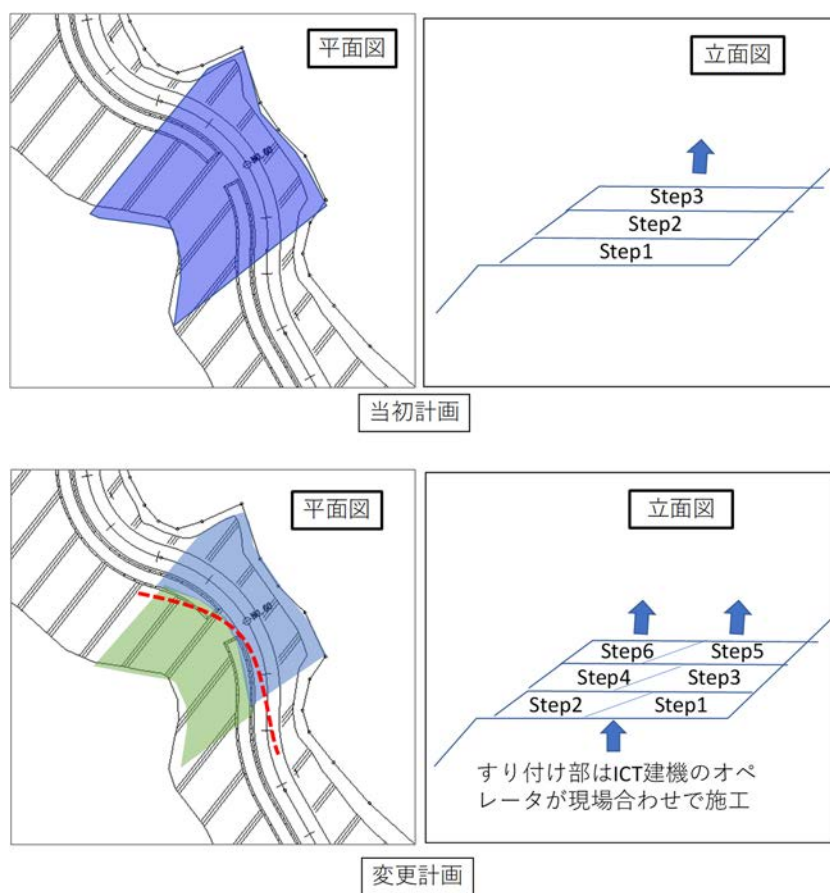 平面図
立面図
Step3
Step2
Step1
当初計画
平面図
立面図
Step6
Step5
Step4
Step3
Step2
Step1
すり付け部はICT建機のオペ
レータが現場合わせで施工
変更計画